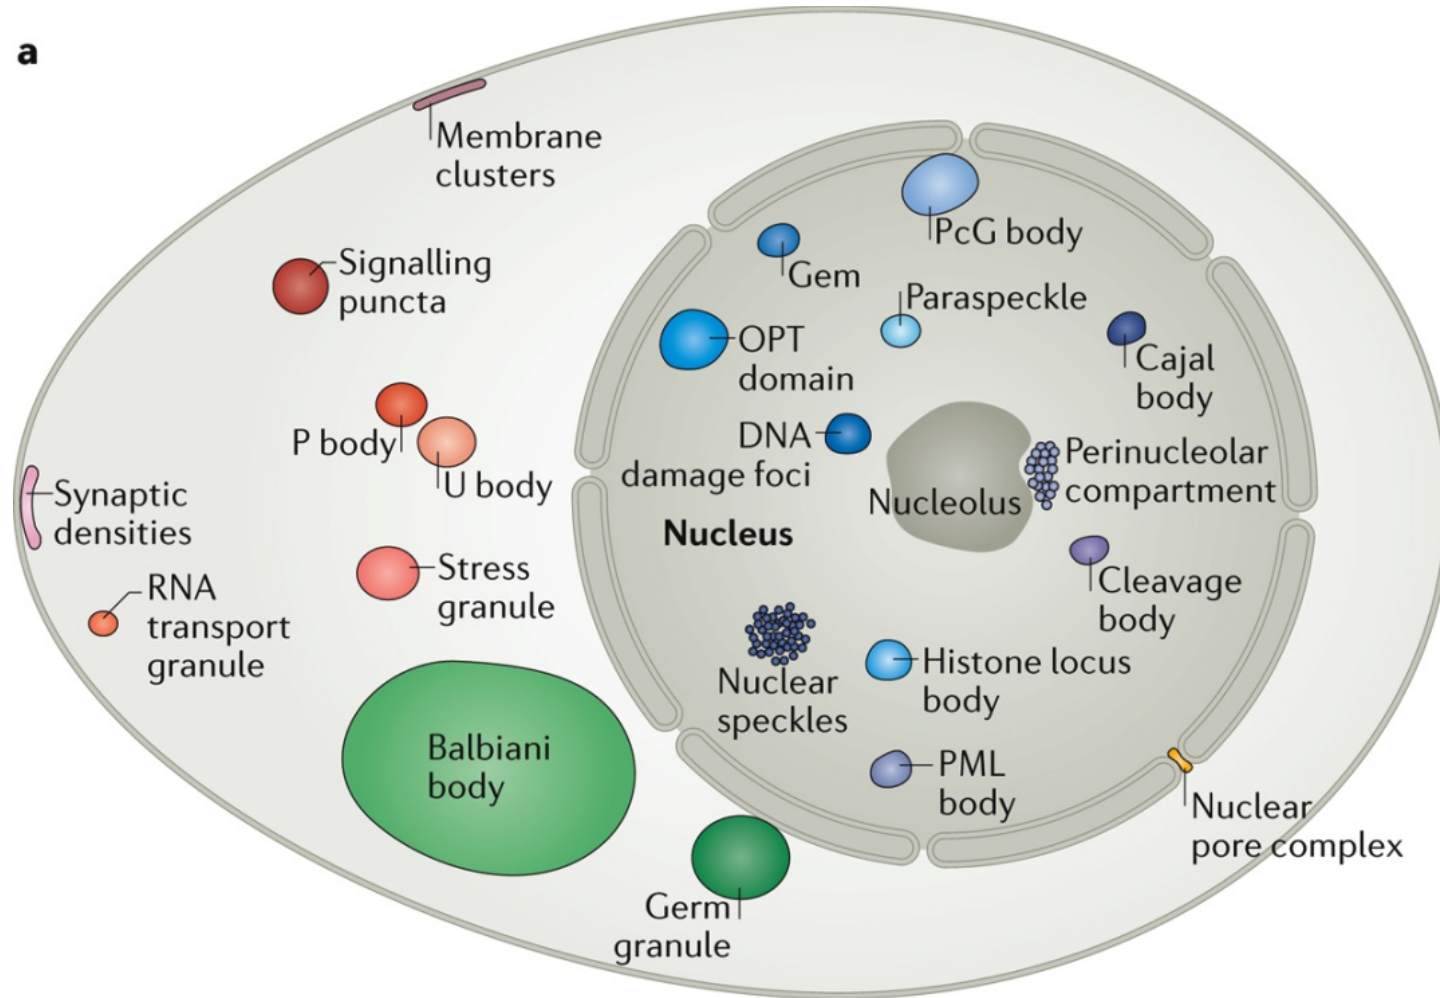 a
Membrane
clusters
Signalling
puncta
P body
U body
Synaptic
densities
RNA
transport
granule
Stress
granule
Balbiani
body
Germ
granule
PcG body
Gem
Paraspeckle
OPT
domain
Cajal
body
DNA
damage foci
Perinucleolar
compartment
Nucleolus
Nucleus
Cleavage
body
Nuclear
speckles
Histone locus
body
PML
body
Nuclear
pore complex